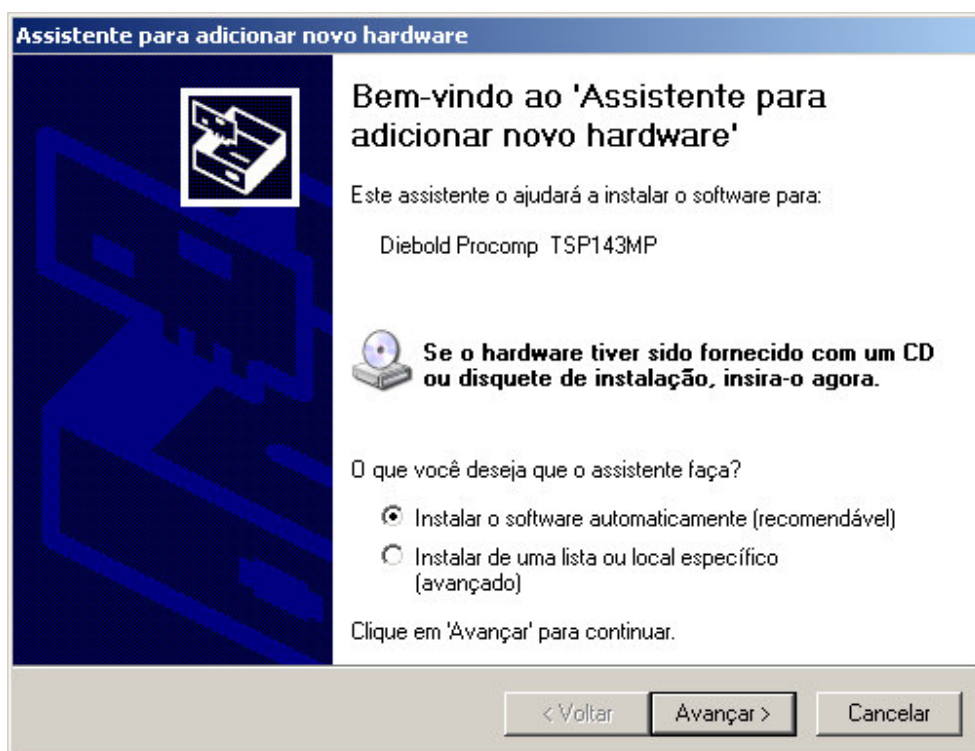 Assistente para adicionar novo hardware
Bem-vindo ao 'Assistente para
adicionar novo hardware'
Este assistente o ajudará a instalar o software para:
Diebold Procomp TSP143MP
Se o hardware tiver sido fornecido com um CD
ou disquete de instalação, insira-o agora.
O que você deseja que o assistente faça?
Instalar o software automaticamente (recomendável)
Instalar de uma lista ou local específico
(avançado)
Clique em 'Avançar' para continuar.
< Voltar
Avançar >
Cancelar